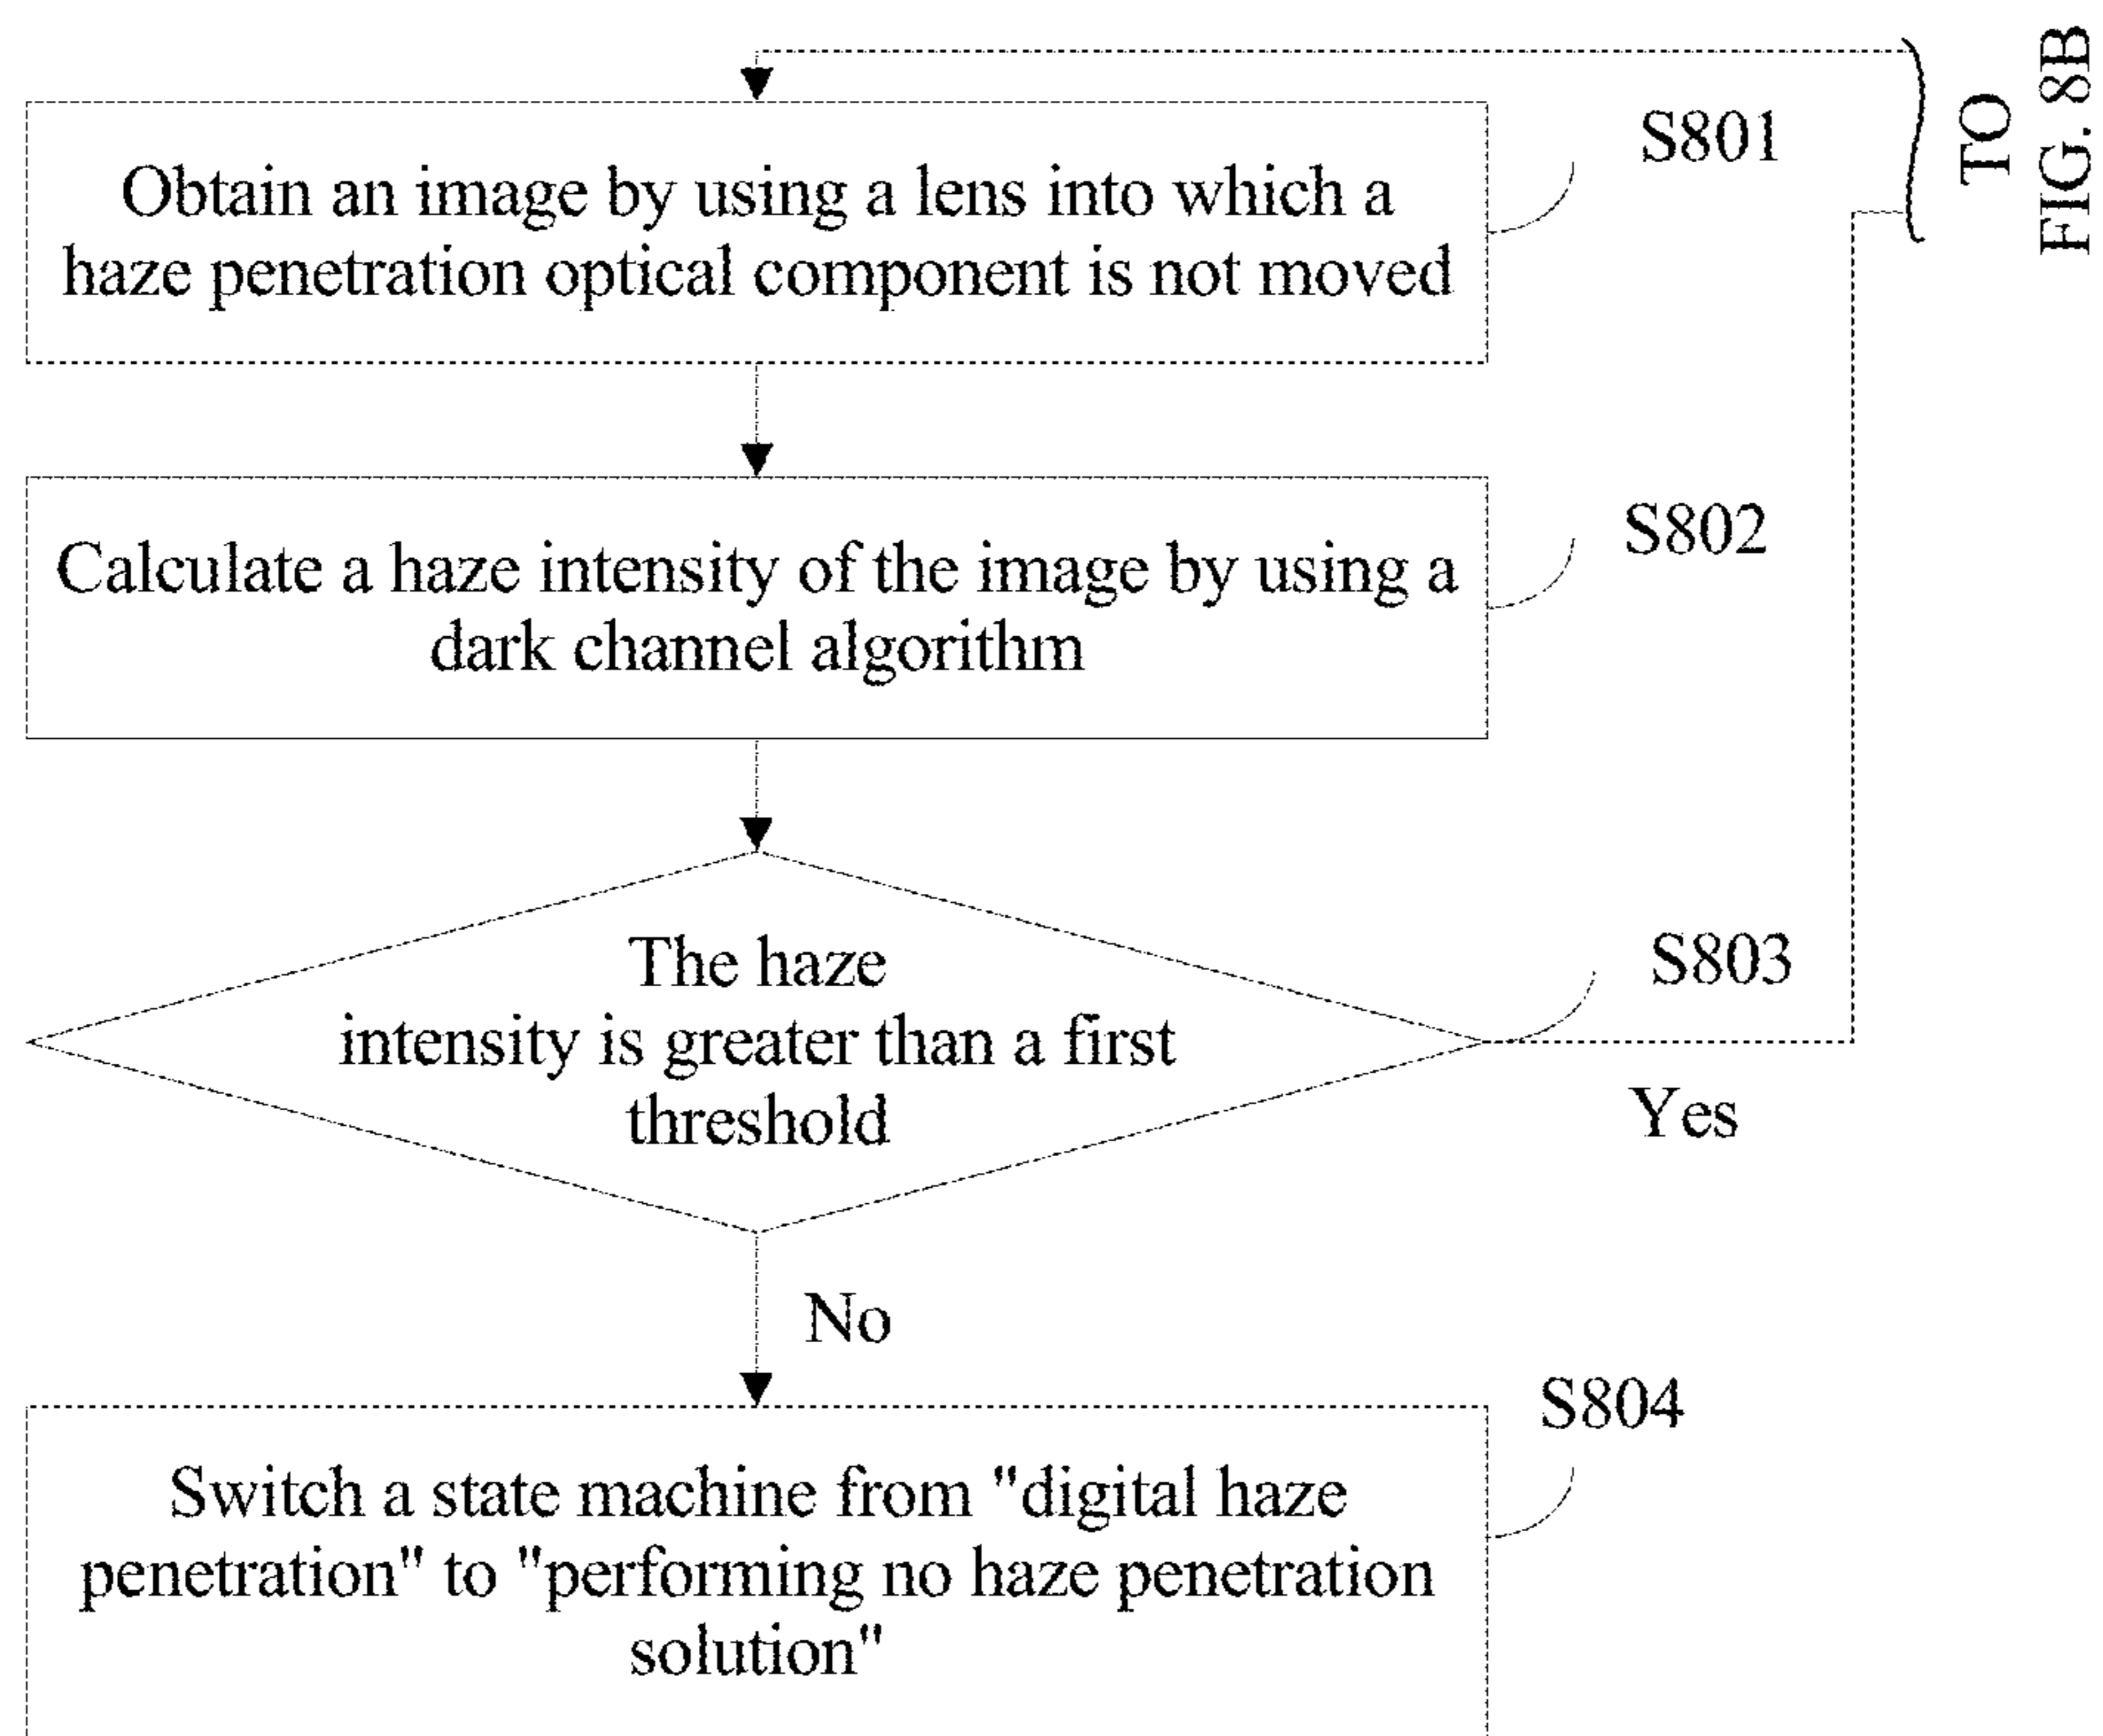 TO
FIG. 8B
S801
Obtain an image by using a lens into which a
haze penetration optical component is not moved
S802
Calculate a haze intensity of the image by using a
dark channel algorithm
S803
The haze
intensity is greater than a first
threshold
Yes
No
S804
Switch a state machine from "digital haze
penetration" to "performing no haze penetration
solution"